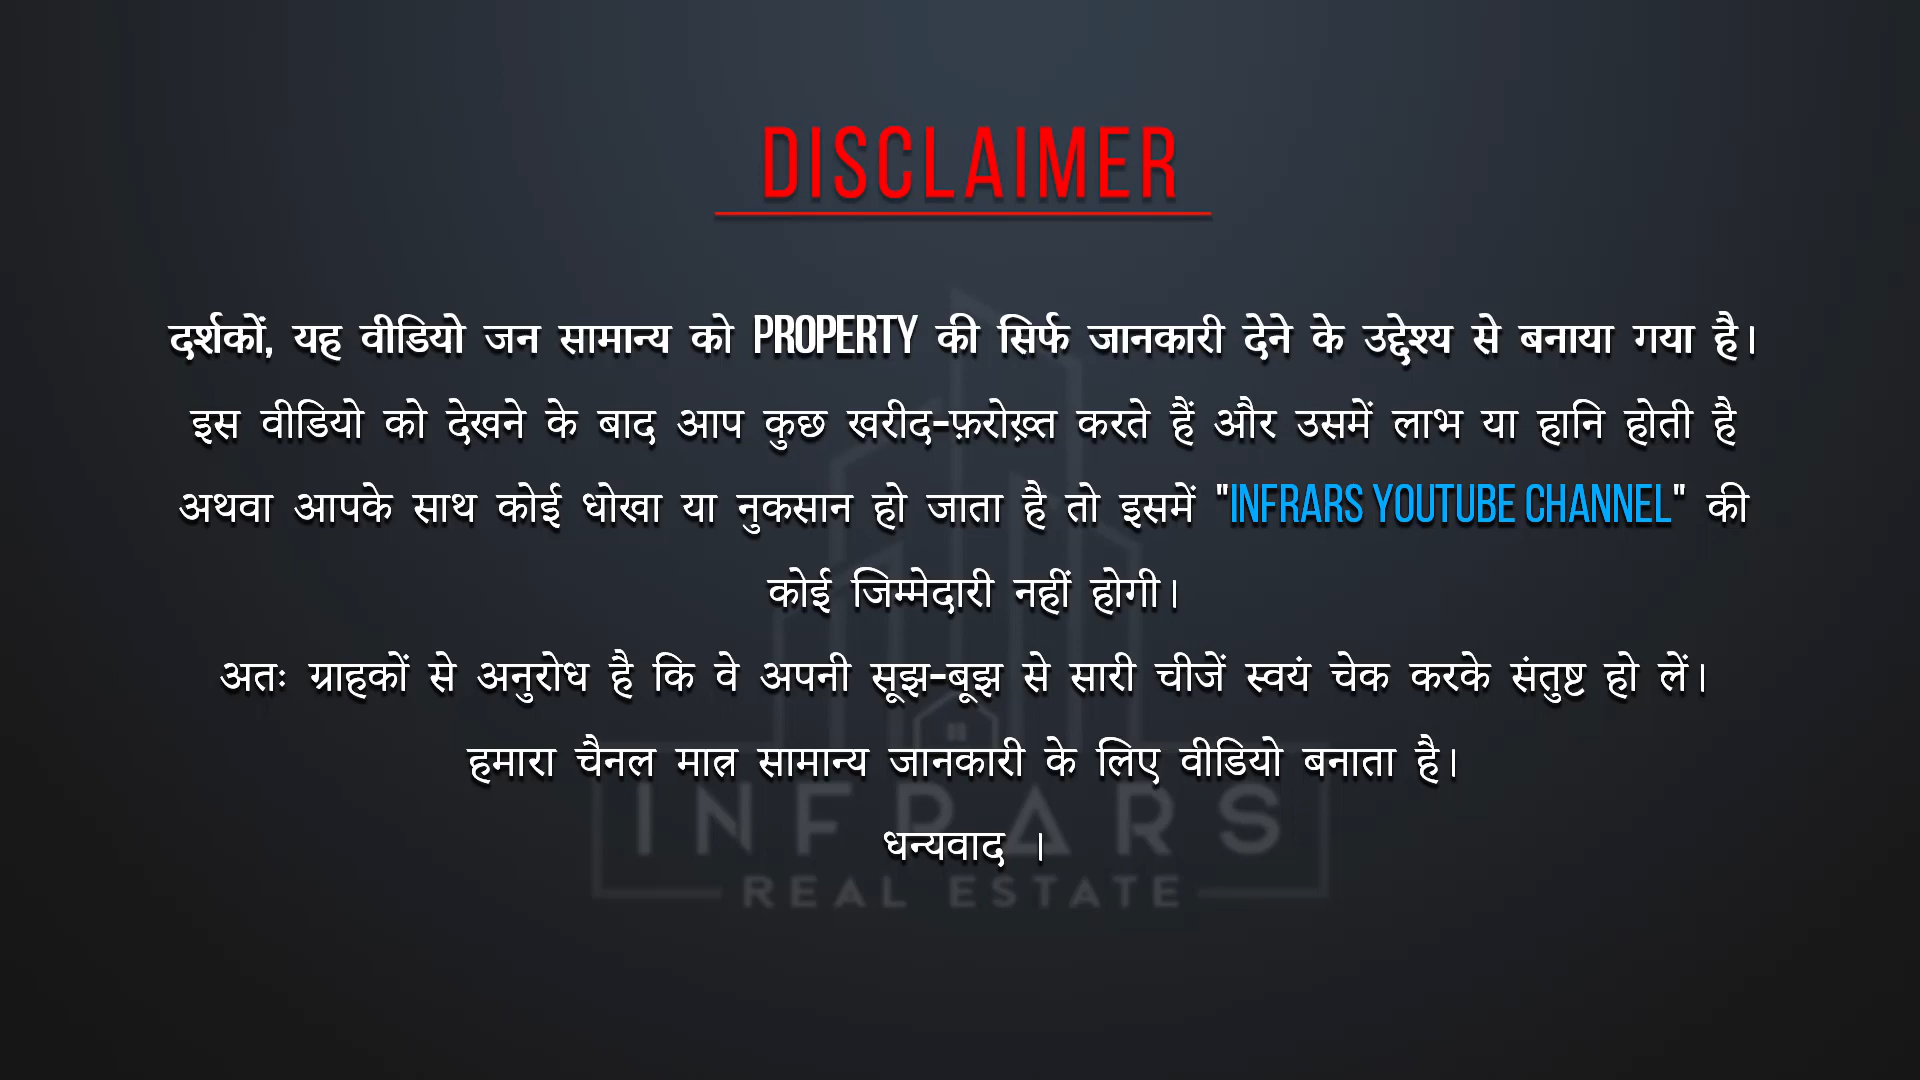 DISCLAIMER
दर्शकों, यह वीडियो जन सामान्य को PROPERTY की सिर्फ जानकारी देने के उद्देश्य से बनाया गया है।
इस वीडियो को देखने के बाद आप कुछ खरीद-फ़रोख़्त करते हैं और उसमें लाभ या हानि होती है
अथवा आपके साथ कोई धोखा या नुकसान हो जाता है तो इसमें "INFRARS YOUTUBE CHANNEL" की
कोई जिम्मेदारी नहीं होगी।
अतः ग्राहकों से अनुरोध है कि वे अपनी सूझ-बूझ से सारी चीजें स्वयं चेक करके संतुष्ट हो लें।
हमारा चैनल मात्र सामान्य जानकारी के लिए वीडियो बनाता है।
धन्यवाद ।
INFRARS
REAL ESTATE